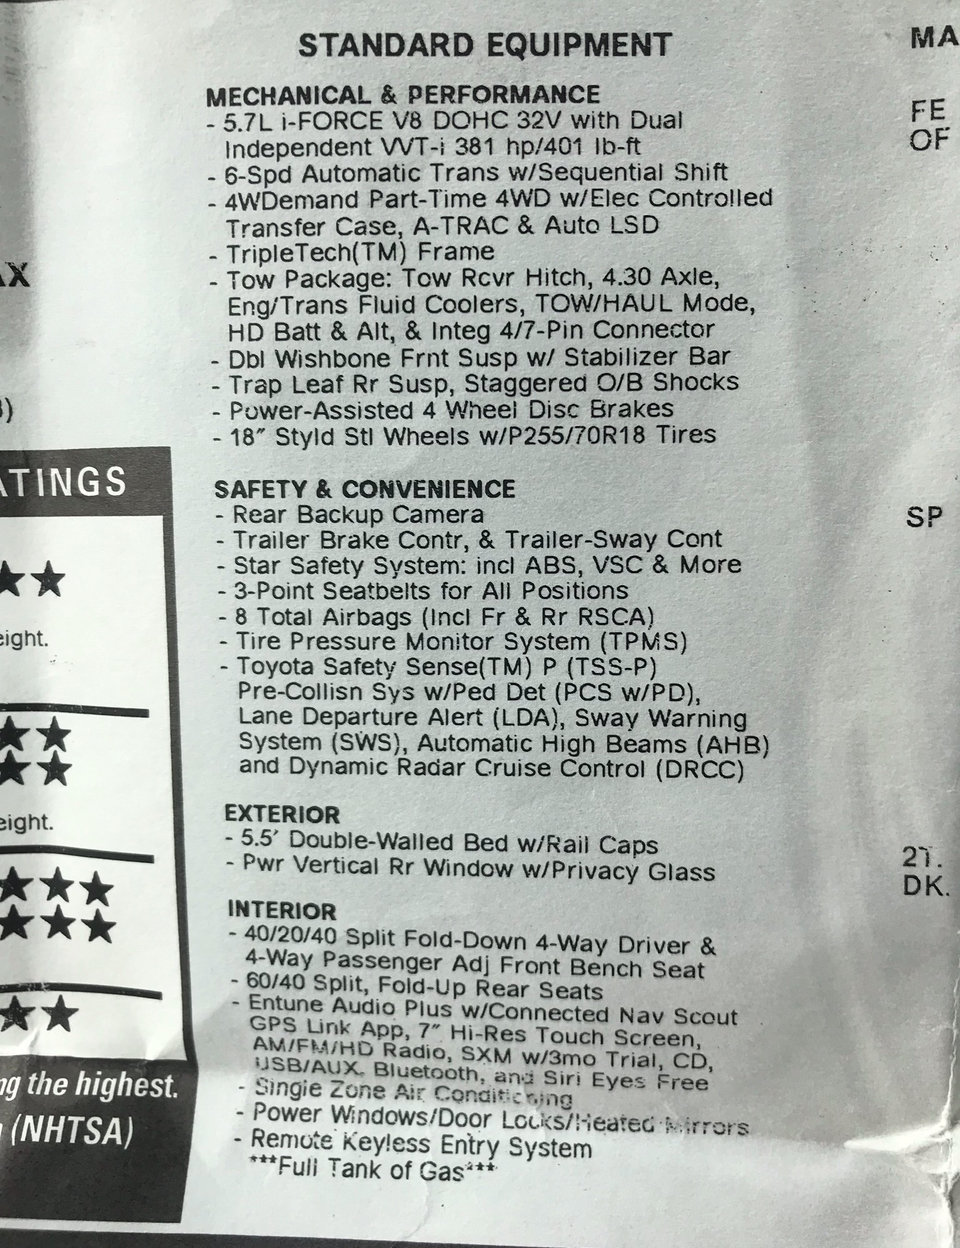 STANDARD EQUIPMENT
MECHANICAL & PERFORMANCE
- 5.7L i-FORCE V8 DOHC 32V with Dual
Independent VVT-i 381 hp/401 lb-ft
- 6-Spd Automatic Trans w/Sequential Shift
- 4WDemand Part-Time 4WD w/Elec Controlled
Transfer Case, A-TRAC & Auto LSD
- TripleTech(TM) Frame
- Tow Package: Tow Rcvr Hitch, 4.30 Axle,
Eng/Trans Fluid Coolers, TOW/HAUL Mode,
HD Batt & Alt, & Integ 4/7-Pin Connector
- Dbl Wishbone Frnt Susp w/ Stabilizer Bar
- Trap Leaf Rr Susp, Staggered O/B Shocks
- Power-Assisted 4 Wheel Disc Brakes
- 18" Styld Stl Wheels w/P255/70R18 Tires
SAFETY & CONVENIENCE
- Rear Backup Camera
- Trailer Brake Contr, & Trailer-Sway Cont
- Star Safety System: incl ABS, VSC & More
- 3-Point Seatbelts for All Positions
- 8 Total Airbags (Incl Fr & Rr RSCA)
- Tire Pressure Monitor System (TPMS)
- Toyota Safety Sense(TM) P (TSS-P)
Pre-Collisn Sys w/Ped Det (PCS w/PD),
Lane Departure Alert (LDA), Sway Warning
System (SWS), Automatic High Beams (AHB)
and Dynamic Radar Cruise Control (DRCC)
EXTERIOR
- 5.5' Double-Walled Bed w/Rail Caps
- Pwr Vertical Rr Window w/Privacy Glass
INTERIOR
- 40/20/40 Split Fold-Down 4-Way Driver &
4-Way Passenger Adj Front Bench Seat
- 60/40 Split, Fold-Up Rear Seats
- Entune Audio Plus w/Connected Nav Scout
GPS Link App, 7" Hi-Res Touch Screen,
AM/FM/HD Radio, SXM w/3mo Trial, CD,
USB/AUX, Bluetooth, and Siri Eyes Free
- Single Zone Air Conditioning
- Power Windows/Door Locks/Heated Mirrors
- Remote Keyless Entry System
***Full Tank of Gas***
AX
)
ATINGS
eight.
eight.
ng the highest.
(NHTSA)
MA
FE
OF
SP
21.
DK.